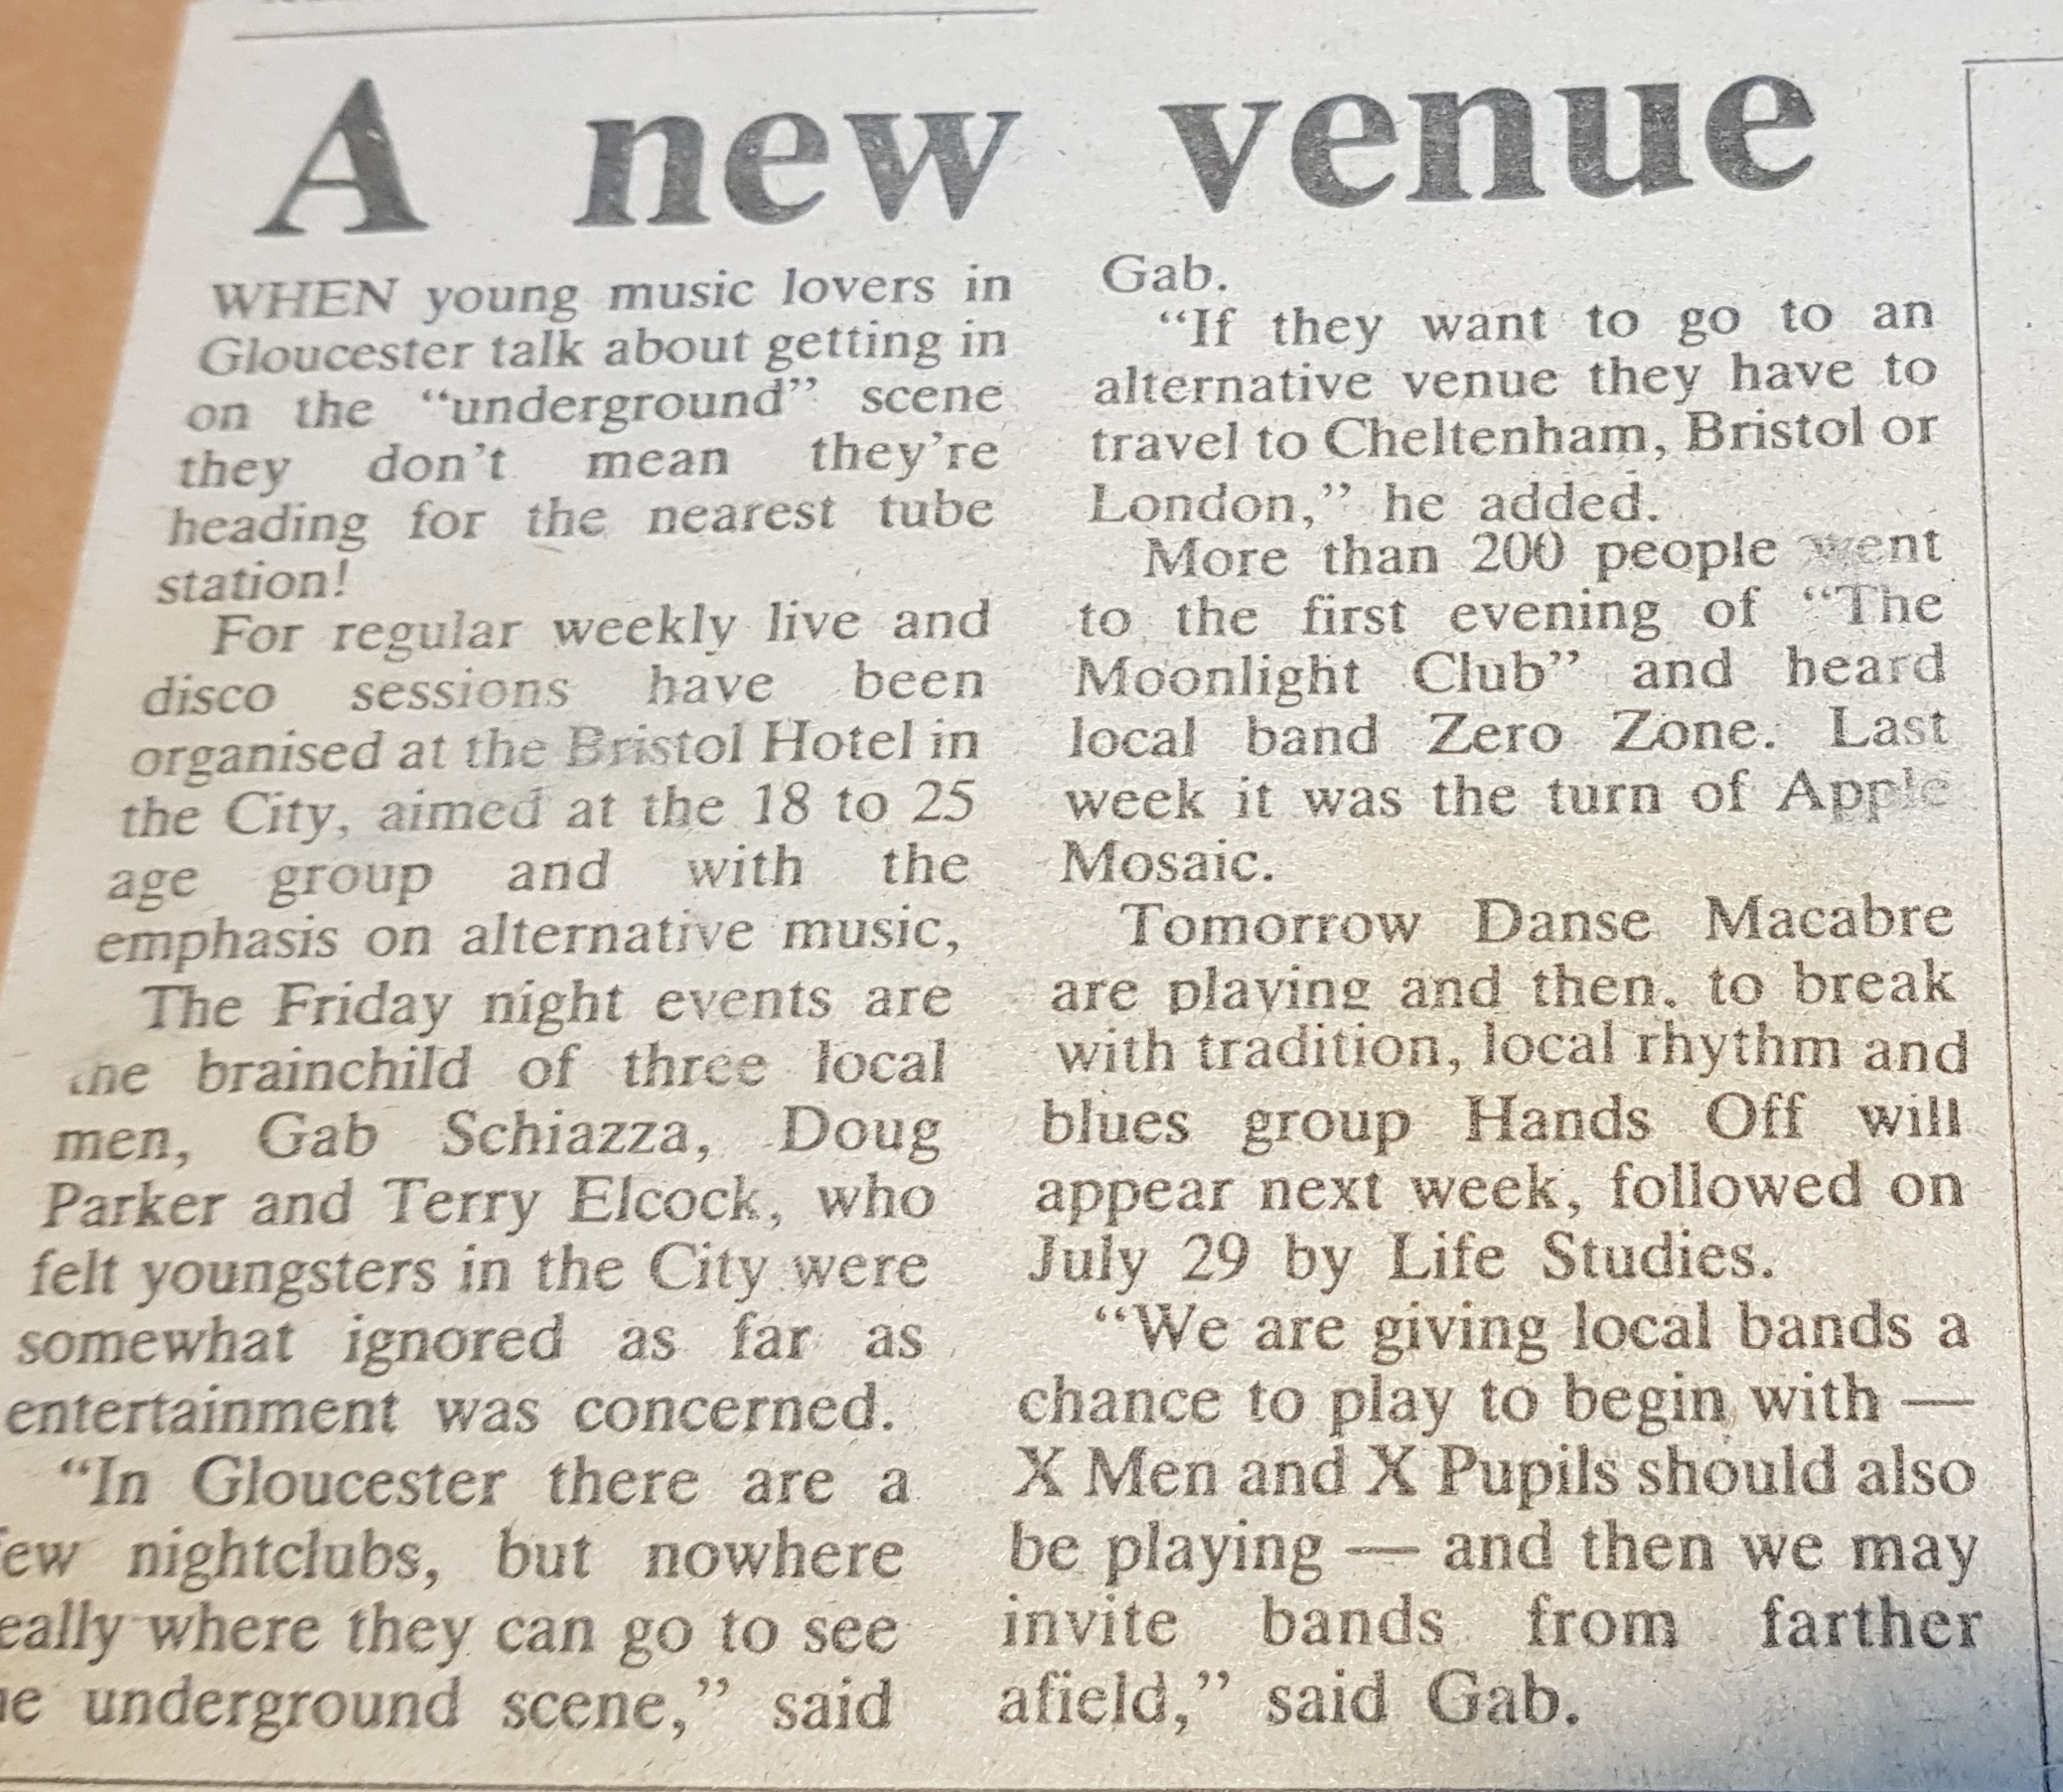 A new venue
WHEN young music lovers in
Gloucester talk about getting in
on the “underground” scene
they don't mean they're
heading for the nearest tube
station!
For regular weekly live and
disco sessions have been
organised at the Bristol Hotel in
the City, aimed at the 18 to 25
age group and with the
emphasis on alternative music,
The Friday night events are
the brainchild of three local
men, Gab Schiazza, Doug
Parker and Terry Elcock, who
felt youngsters in the City were
somewhat ignored as far as
entertainment was concerned.
“In Gloucester there are a
ew nightclubs, but nowhere
eally where they can go to see
e underground scene,” said
Gab.
“If they want to go to an
alternative venue they have to
travel to Cheltenham, Bristol or
London,” he added.
More than 200 people went
to the first evening of “The
Moonlight Club” and heard
local band Zero Zone. Last
week it was the turn of Apple
Mosaic.
Tomorrow Danse Macabre
are playing and then, to break
with tradition, local rhythm and
blues group Hands Off will
appear next week, followed on
July 29 by Life Studies.
“We are giving local bands a
chance to play to begin with —
X Men and X Pupils should also
be playing — and then we may
invite bands from farther
afield,” said Gab.